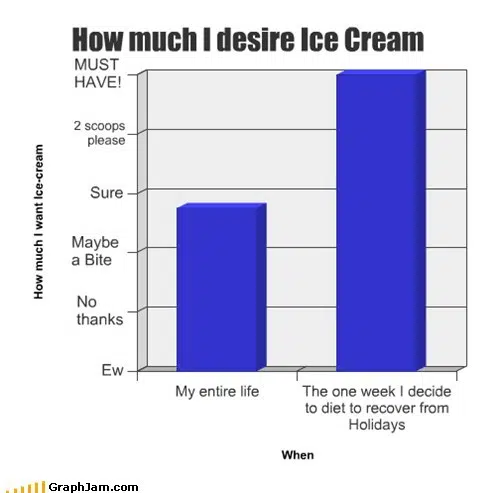 How much I desire Ice Cream
MUST
HAVE!
2 scoops
please
Sure
Maybe
a Bite
No
thanks
Ew
How much I want Ice-cream
My entire life
The one week I decide
to diet to recover from
Holidays
When
GraphJam.com